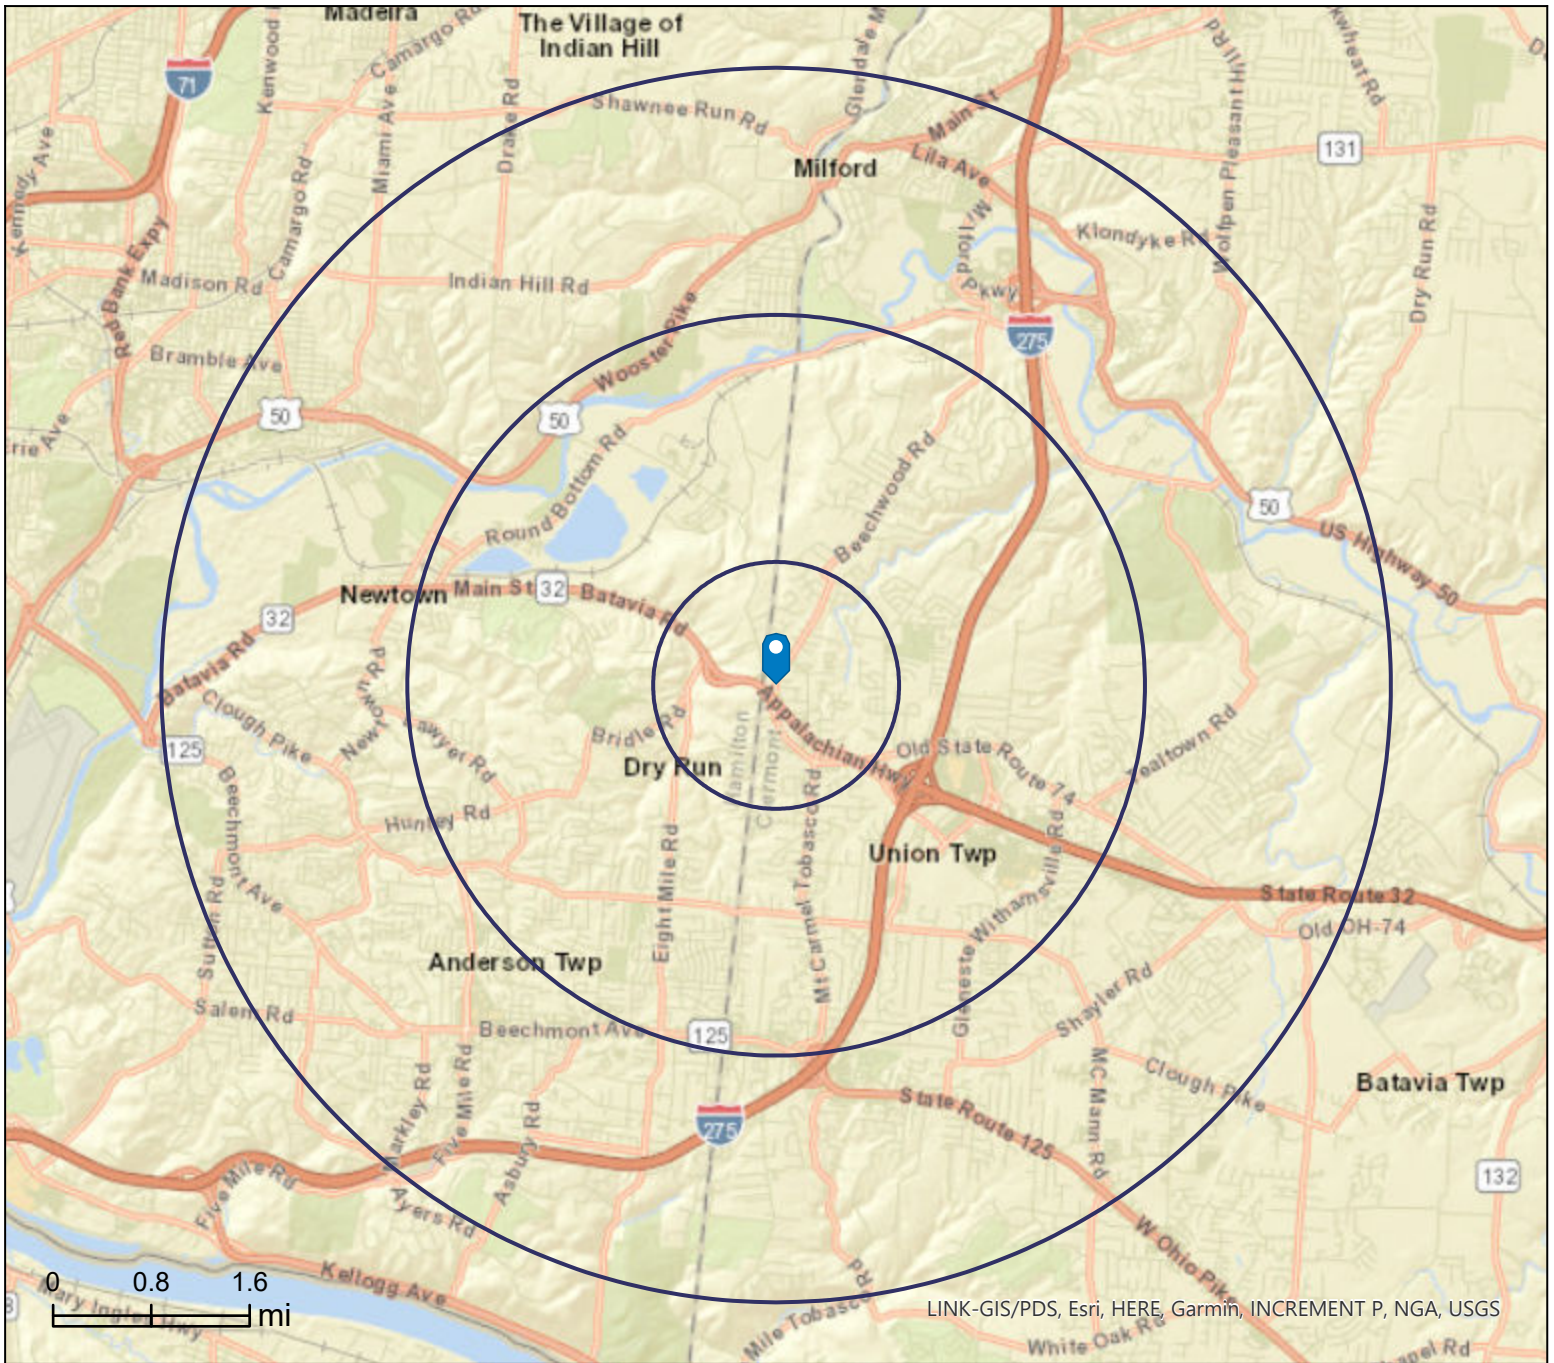 Madeira
The Village of
Indian Hill
71
Kenwood
Camargo Rd
Miami Ave
Drake Rd
Shawnee Run Rd
Main St
Milford
Lila Ave
131
Kennedy Ave
Camargo Rd
Klondyke Rd
Dry Run Rd
Red Bank Expy
Madison Rd
Indian Hill Rd
Milford
Pkwy
Wolfpen Pleasant Hill Rd
275
Bramble Ave
Wooster Pike
50
50
Round Bottom Rd
Beechwood Rd
50
US Highway 50
Newtown
Main St
32
Batavia Rd
32
Batavia Rd
Newtown Rd
Clough Pike
125
Lawyer Rd
Bridle Rd
Dry Run
Hamilton
Clermont
Appalachian Hwy
Old State Route 74
Tealtown Rd
Beechmont Ave
Hunley Rd
Eight Mile Rd
Mt Carmel Tobasco Rd
Union Twp
Gleneste Withamsville Rd
State Route 32
Old OH-74
Sutton Rd
Anderson Twp
Shayler Rd
Salem Rd
Beechmont Ave
125
Markley Rd
Five Mile Rd
Asbury Rd
275
State Route 125
MC Mann Rd
Clough Pike
Batavia Twp
132
Five Mile Rd
Ayers Rd
W Ohio Pike
0 0.8 1.6
mi
Kellogg Ave
Mile Tobasco
Rd
White Oak Rd
LINK-GIS/PDS, Esri, HERE, Garmin, INCREMENT P, NGA, USGS